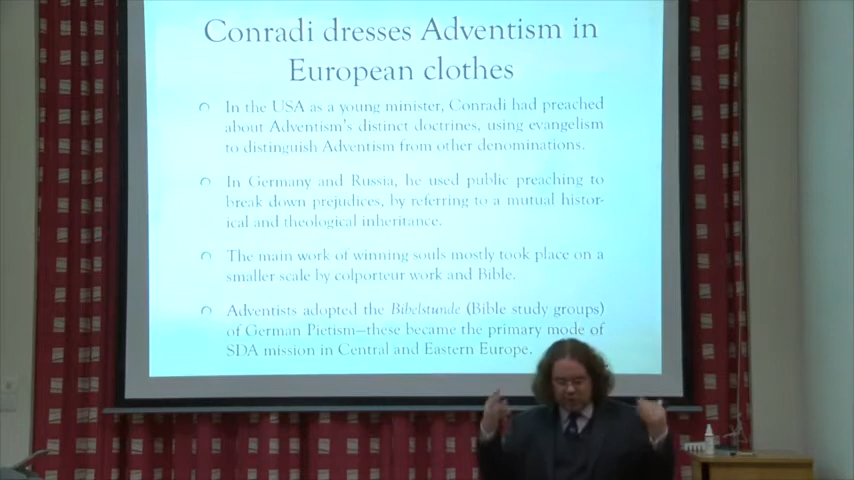 Conradi dresses Adventism in
European clothes
In the USA as a young minister, Conradi had preached
about Adventism's distinct doctrines, using evangelism
to distinguish Adventism from other denominations.
In Germany and Russia, he used public preaching to
break down prejudices, by referring to a mutual histor-
ical and theological inheritance.
The main work of winning souls mostly took place on a
smaller scale by colporteur work and Bible.
Adventists adopted the Bibelstunde (Bible study groups)
of German Pietism—these became the primary mode of
SDA mission in Central and Eastern Europe.